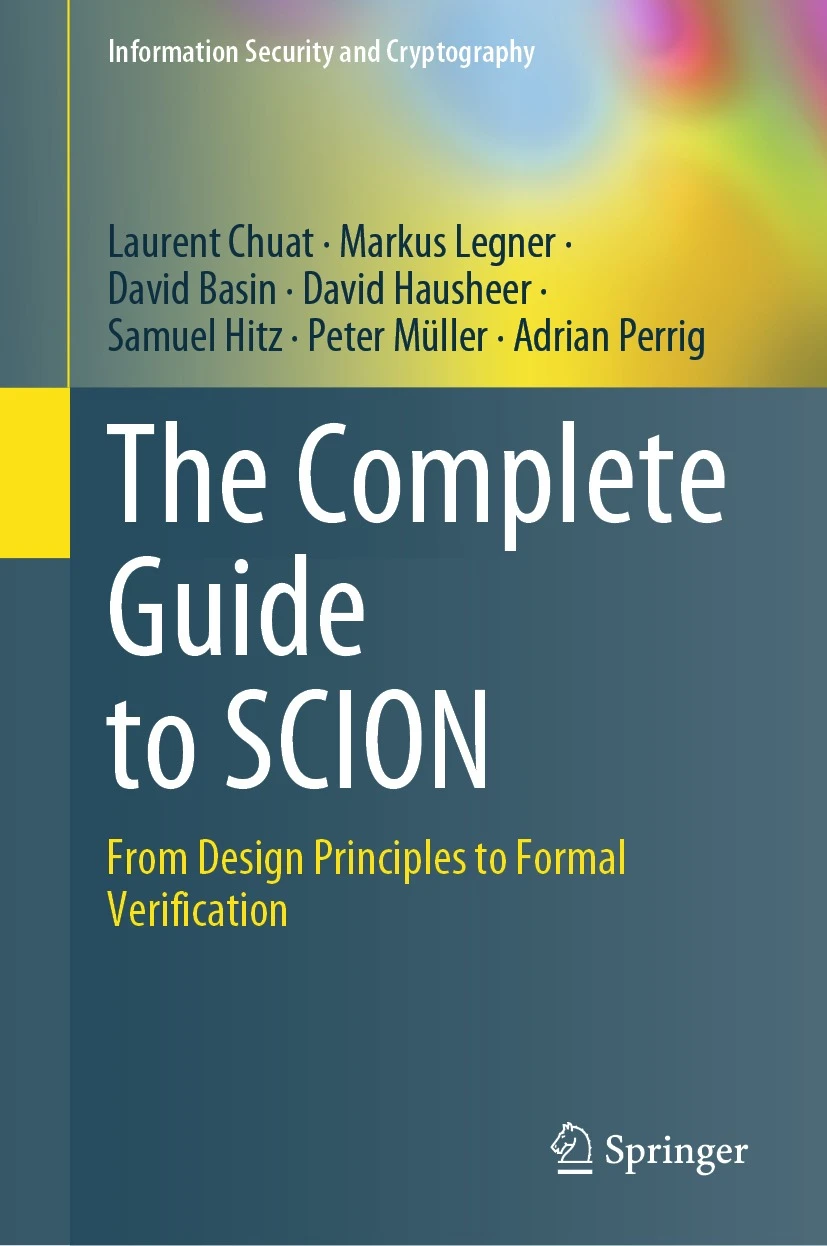 Information Security and Cryptography
Laurent Chuat · Markus Legner ·
David Basin · David Hausheer ·
Samuel Hitz · Peter Müller · Adrian Perrig
The Complete
Guide
to SCION
From Design Principles to Formal
Verification
Springer